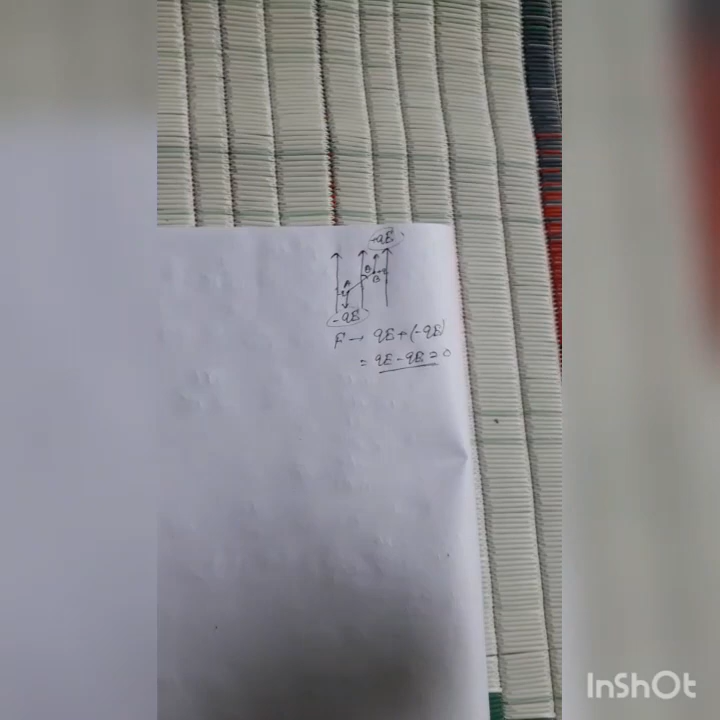 +qE
θ
A
B
-qE
F → qE + (-qE)
= qE - qE = 0
InShOt